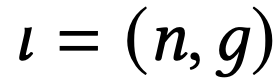 ι = (n, g)